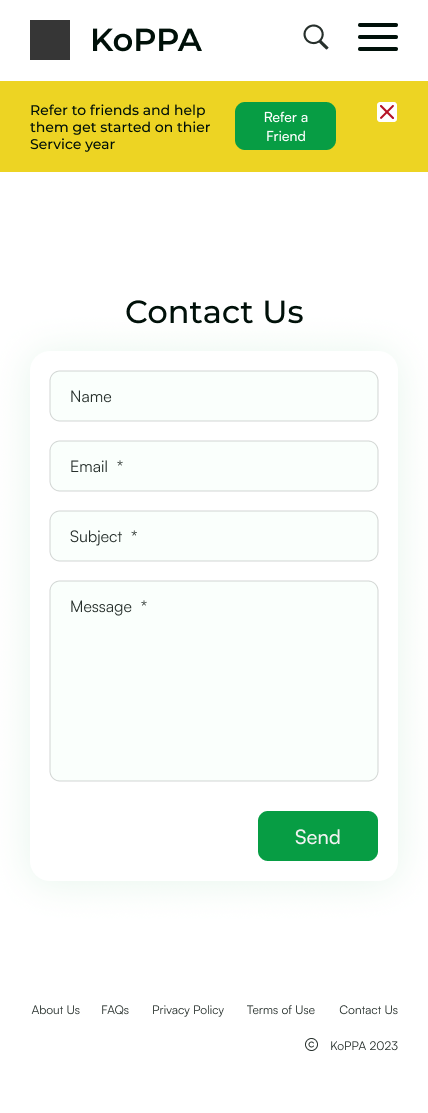 KoPPA
Refer to friends and help
them get started on thier
Service year
Refer a
Friend
Contact Us
Name
Email *
Subject *
Message *
Send
About Us FAQs Privacy Policy Terms of Use Contact Us
© KoPPA 2023